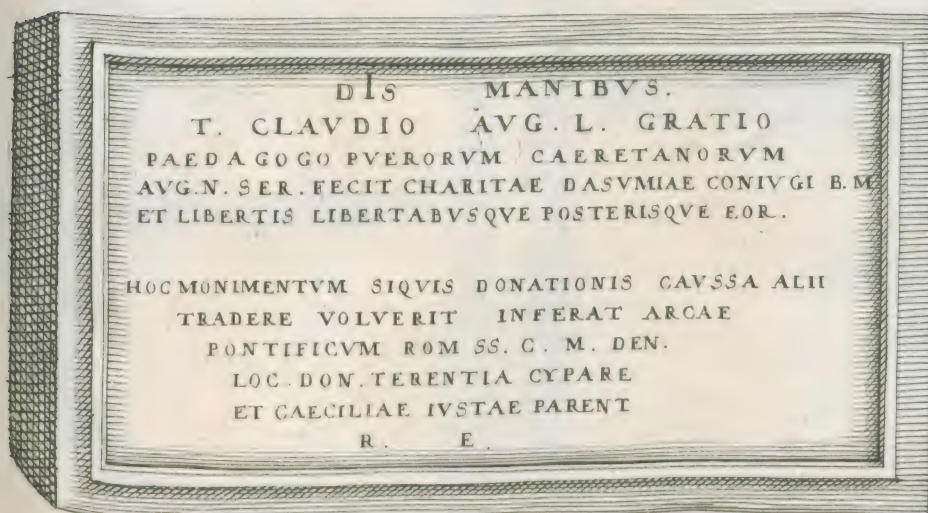 DIS MANIBVS.
T. CLAVDIO AVG. L. GRATIO
PAEDAGOGO PVERORVM CAERETANORVM
AVG. N. SER. FECIT CHARITAE DASVMIAE CONIVGI B.M
ET LIBERTIS LIBERTABVSQVE POSTERISQVE EOR.
HOC MONIMENTVM SIQVIS DONATIONIS CAVSSA ALII
TRADERE VOLVERIT INFERAT ARCAE
PONTIFICVM ROM SS. C. M. DEN.
LOC. DON. TERENTIA CYPARE
ET CAECILIAE IVSTAE PARENT
R. E.